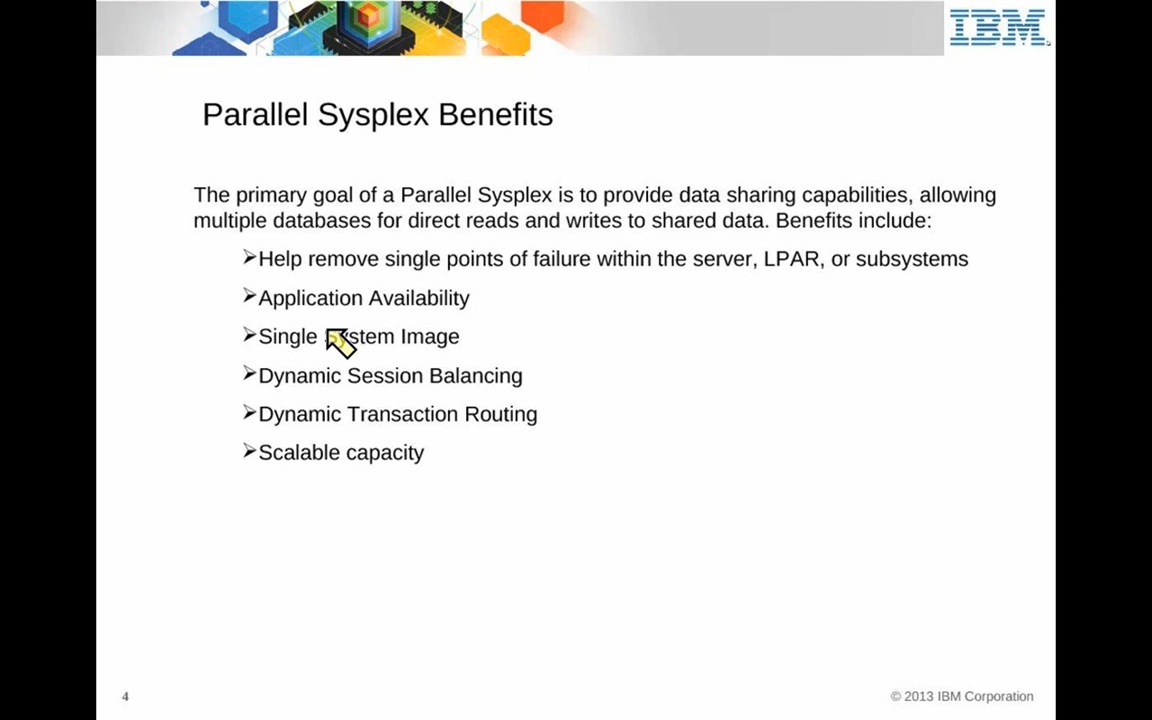 IBM
Parallel Sysplex Benefits
The primary goal of a Parallel Sysplex is to provide data sharing capabilities, allowing
multiple databases for direct reads and writes to shared data. Benefits include:
➢Help remove single points of failure within the server, LPAR, or subsystems
➢Application Availability
➢Single System Image
➢Dynamic Session Balancing
➢Dynamic Transaction Routing
➢Scalable capacity
4
© 2013 IBM Corporation